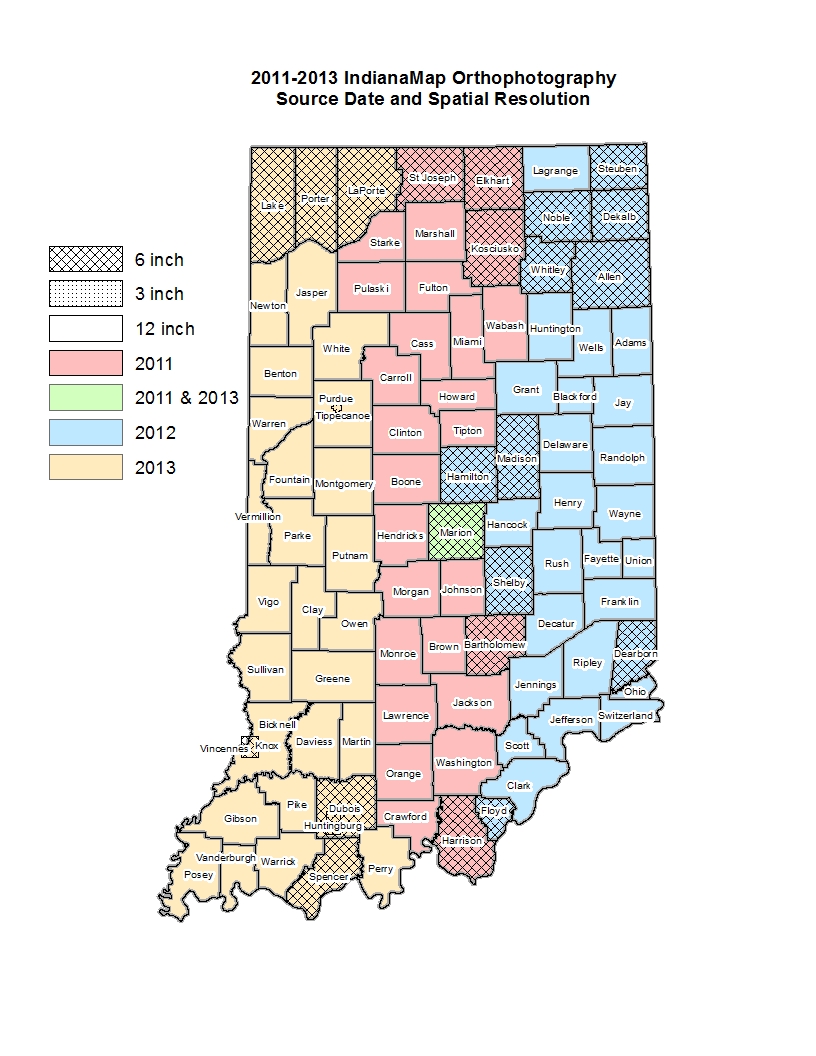 2011-2013 IndianaMap Orthophotography
Source Date and Spatial Resolution
6 inch
3 inch
12 inch
2011
2011 & 2013
2012
2013
Lake
Porter
LaPorte
St Joseph
Elkhart
Lagrange
Steuben
Noble
Dekalb
Starke
Marshall
Kosciusko
Whitley
Allen
Newton
Jasper
Pulaski
Fulton
Wabash
Huntington
Wells
Adams
White
Cass
Miami
Benton
Carroll
Grant
Blackford
Jay
Howard
Purdue
Tippecanoe
Warren
Clinton
Tipton
Madison
Delaware
Randolph
Fountain
Montgomery
Boone
Hamilton
Henry
Wayne
Vermillion
Parke
Putnam
Hendricks
Marion
Hancock
Rush
Fayette
Union
Shelby
Vigo
Clay
Owen
Morgan
Johnson
Franklin
Decatur
Sullivan
Greene
Monroe
Brown
Bartholomew
Ripley
Dearborn
Jennings
Ohio
Bicknell
Vincennes
Knox
Daviess
Martin
Lawrence
Jackson
Jefferson
Switzerland
Scott
Orange
Washington
Clark
Gibson
Pike
Dubois
Huntingburg
Crawford
Harrison
Floyd
Posey
Vanderburgh
Warrick
Spencer
Perry